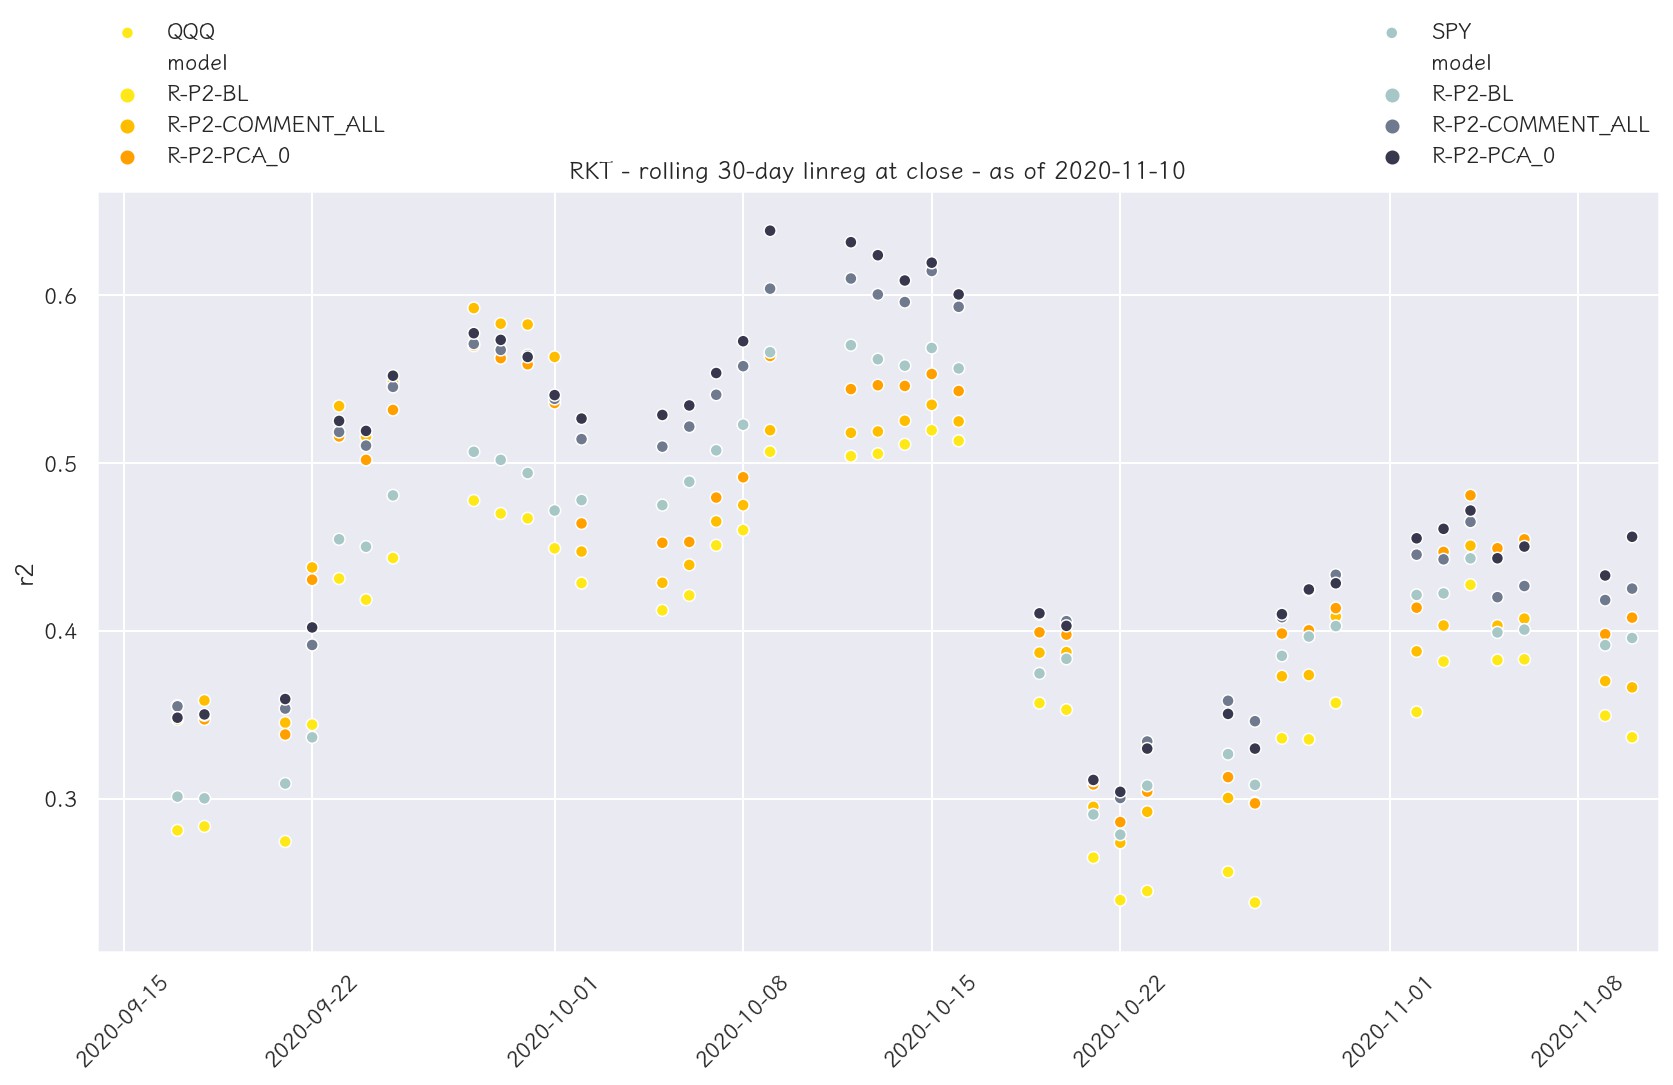 QQQ
model
R-P2-BL
R-P2-COMMENT_ALL
R-P2-PCA_0
SPY
model
R-P2-BL
R-P2-COMMENT_ALL
R-P2-PCA_0
RKT - rolling 30-day linreg at close - as of 2020-11-10
r2
0.6
0.5
0.4
0.3
2020-09-15
2020-09-22
2020-10-01
2020-10-08
2020-10-15
2020-10-22
2020-11-01
2020-11-08